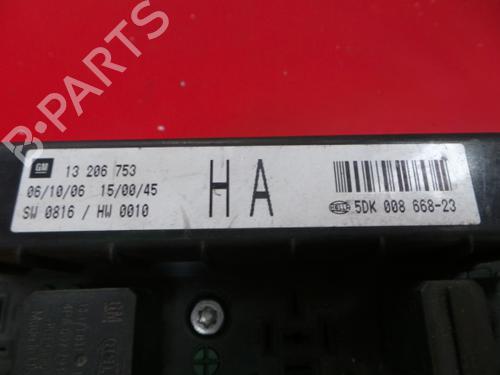 GM 13 206 753
06/10/06 15/00/45
SW 0816 / HW 0010
HA
HELLA 5DK 008 668-23
B-PARTS
GM